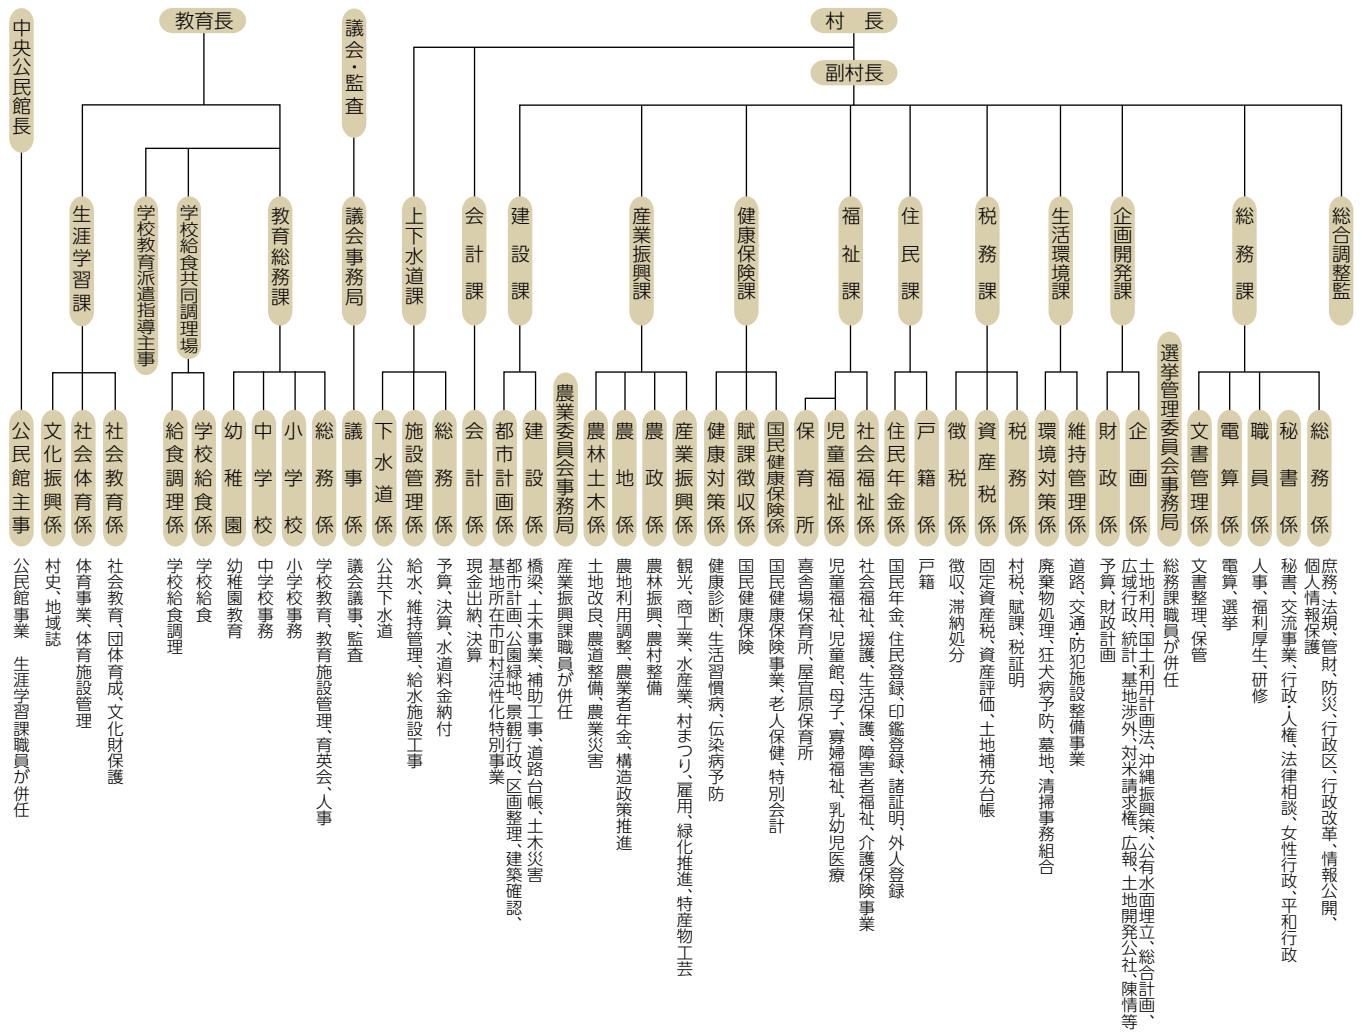 村　長
副村長
総合調整監
総務課
企画開発課
生活環境課
税務課
住民課
福祉課
健康保険課
産業振興課
建設課
会計課
上下水道課
議会・監査
議会事務局
教育長
教育総務課
学校給食共同調理場
学校教育派遣指導主事
生涯学習課
中央公民館長
総務係
秘書係
職員係
電算係
文書管理係
選挙管理委員会事務局
企画係
財政係
維持管理係
環境対策係
税務係
資産税係
徴税係
戸籍係
住民年金係
社会福祉係
児童福祉係
保育所
国民健康保険係
賦課徴収係
健康対策係
産業振興係
農政係
農地係
農林土木係
農業委員会事務局
建設係
都市計画係
会計係
総務係
施設管理係
下水道係
議事係
総務係
小学校
中学校
幼稚園
学校給食係
給食調理係
社会教育係
社会体育係
文化振興係
公民館主事
庶務、法規、管財、防災、行政区、行政改革、情報公開、
個人情報保護
秘書、交流事業、行政・人権、法律相談、女性行政、平和行政
人事、福利厚生、研修
電算、選挙
文書整理、保管
総務課職員が併任
土地利用、国土利用計画法、沖縄振興策、公有水面埋立、総合計画、
広域行政、統計、基地渉外、対米請求権、広報、土地開発公社、陳情等
予算、財政計画
道路、交通・防犯施設整備事業
廃棄物処理、狂犬病予防、墓地、清掃事務組合
村税、賦課、税証明
固定資産税、資産評価、土地補充台帳
徴収、滞納処分
戸籍
国民年金、住民登録、印鑑登録、諸証明、外人登録
社会福祉、援護、生活保護、障害者福祉、介護保険事業
児童福祉、児童館、母子、寡婦福祉、乳幼児医療
喜舎場保育所、屋宜原保育所
国民健康保険事業、老人保健、特別会計
国民健康保険
健康診断、生活習慣病、伝染病予防
観光、商工業、水産業、村まつり、雇用、緑化推進、特産物工芸
農林振興、農村整備
農地利用調整、農業者年金、構造政策推進
土地改良、農道整備、農業災害
産業振興課職員が併任
橋梁、土木事業、補助工事、道路台帳、土木災害
都市計画、公園緑地、景観行政、区画整理、建築確認、
基地所在市町村活性化特別事業
現金出納、決算
予算、決算、水道料金納付
給水、維持管理、給水施設工事
公共下水道
議会議事、監査
学校教育、教育施設管理、育英会、人事
小学校事務
中学校事務
幼稚園教育
学校給食
学校給食調理
社会教育、団体育成、文化財保護
体育事業、体育施設管理
村史、地域誌
公民館事業　生涯学習課職員が併任